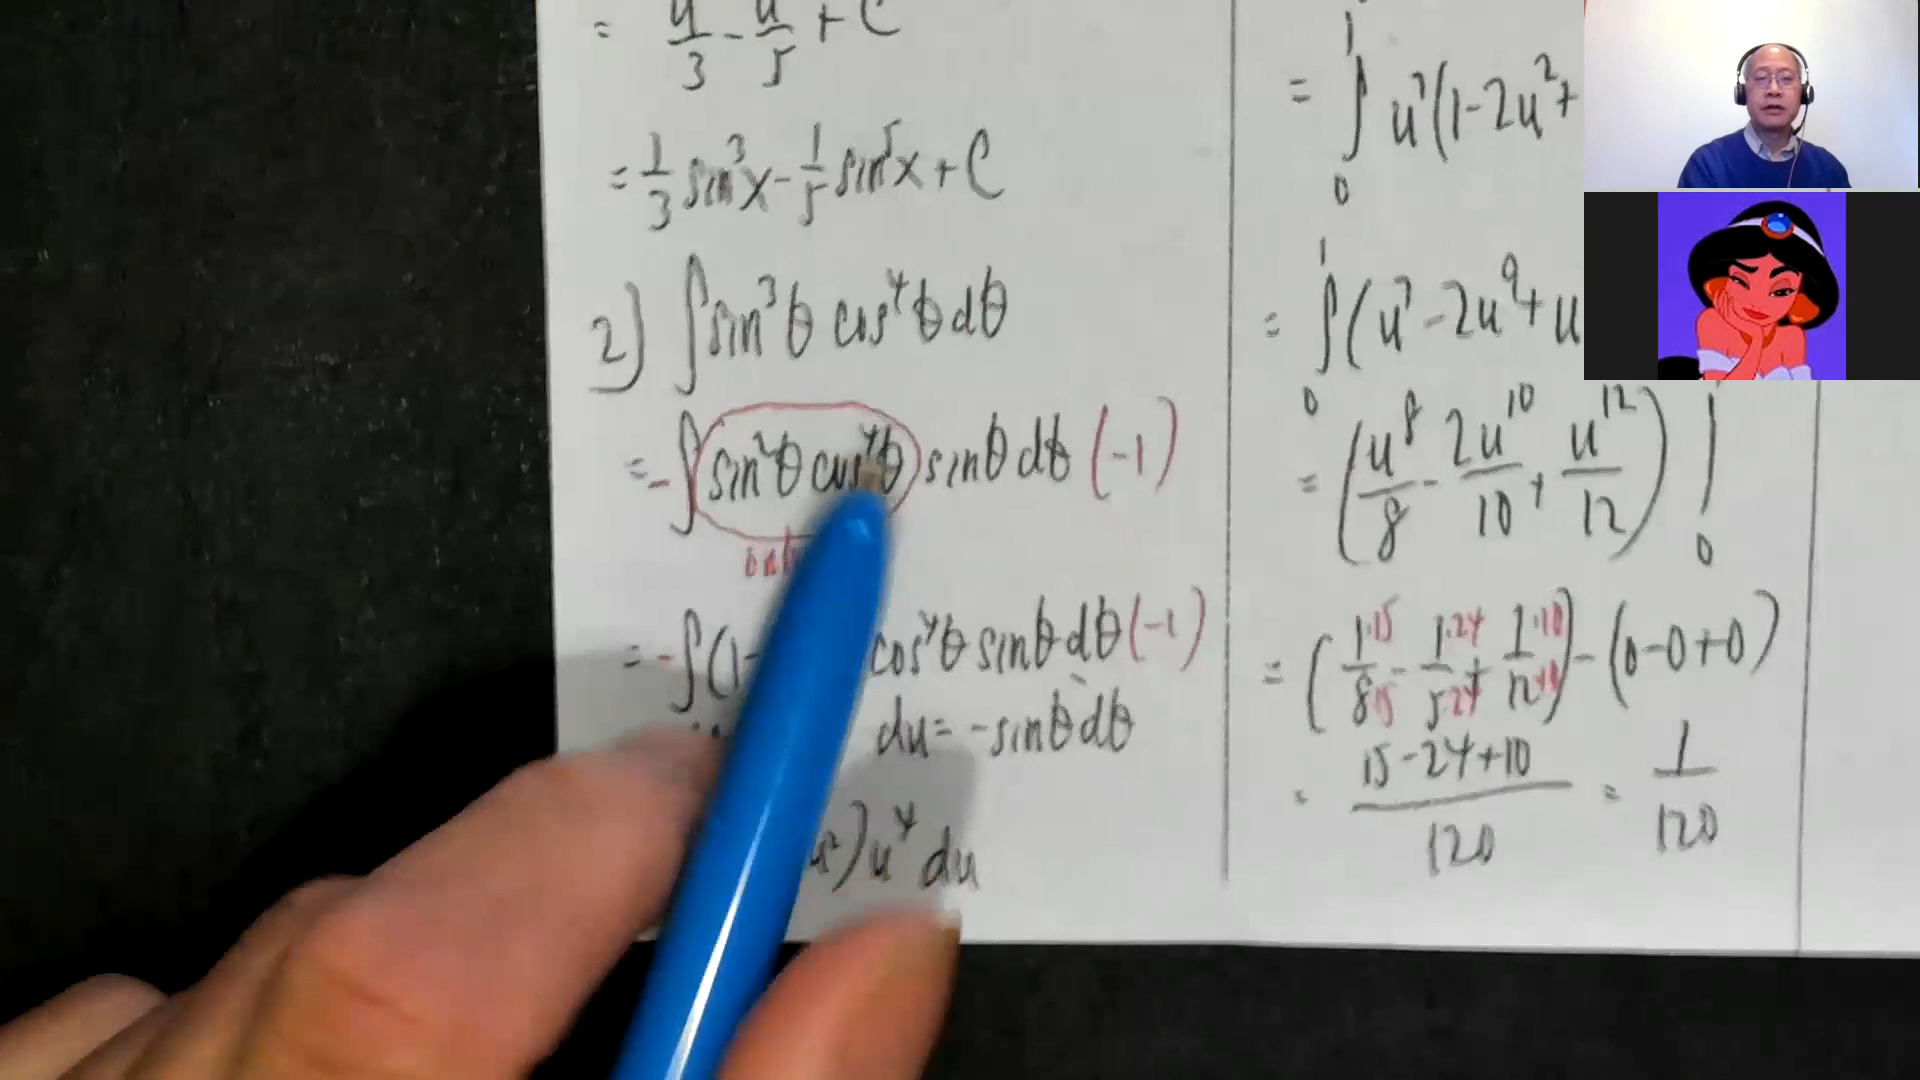 = u/3 - u/5 + C
= 1/3 sin³x - 1/5 sin⁵x + C
2) ∫sin³θ cos⁴θ dθ
= -∫ sin²θ cos⁴θ sinθ dθ (-1)
= -∫(1- cos⁴θ sinθ dθ (-1)
du = -sinθ dθ
u²)u⁴ du
= ∫₀¹ u⁷(1-2u²+
= ∫₀¹ (u⁷ - 2u⁹ + u
= (u⁸/8 - 2u¹⁰/10 + u¹²/12) |₀¹
= (1·15/8·15 - 1·24/5·24 + 1·10/12·10) - (0-0+0)
= 15-24+10/120 = 1/120